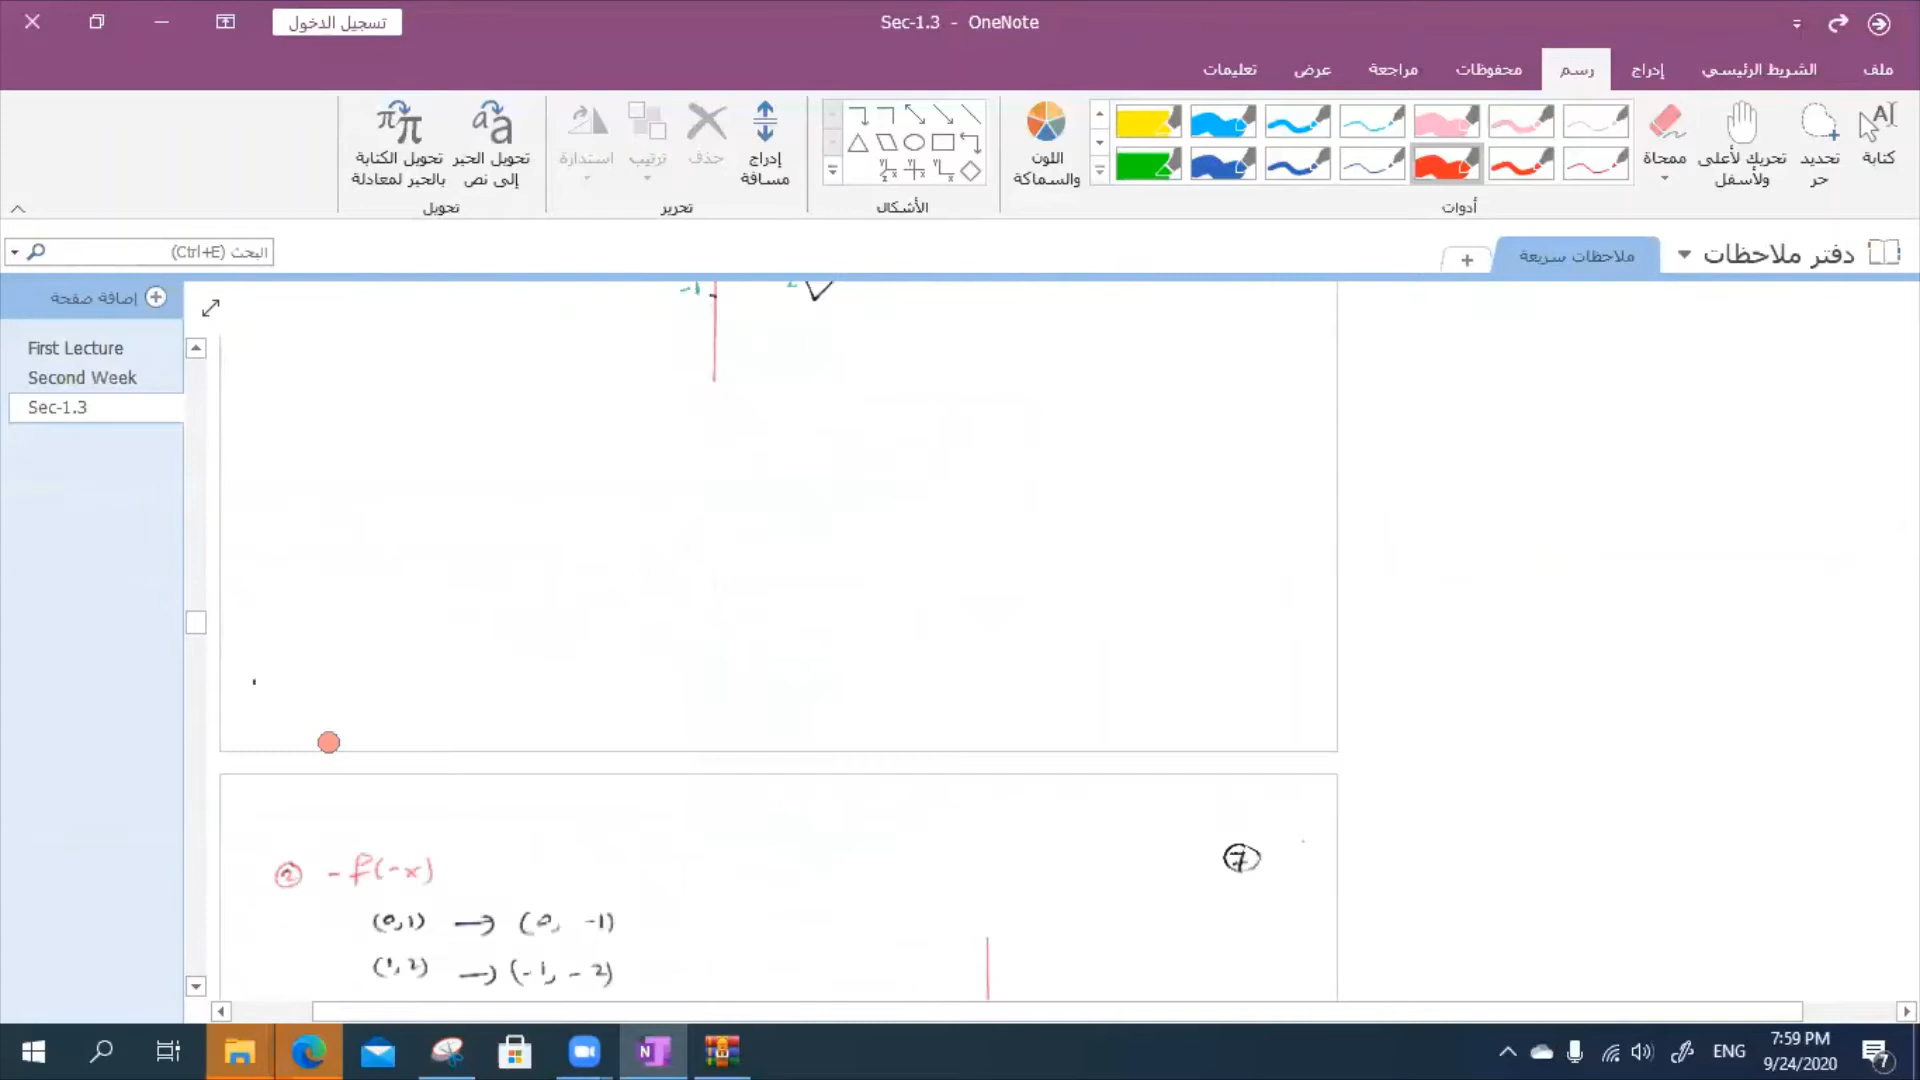 تسجيل الدخول
Sec-1.3 - OneNote
ملف
الشريط الرئيسي
إدراج
رسم
محفوظات
مراجعة
عرض
تعليمات
كتابة
تحديد حر
تحريك لأعلى ولأسفل
ممحاة
أدوات
اللون والسماكة
الأشكال
إدراج مسافة
حذف
ترتيب
استدارة
تحرير
تحويل الحبر إلى نص
تحويل الكتابة بالحبر لمعادلة
تحويل
دفتر ملاحظات
ملاحظات سريعة
البحث (Ctrl+E)
إضافة صفحة
First Lecture
Second Week
Sec-1.3
-1
2
② -f(-x)
⑦
(0,1) → (0, -1)
(1,2) → (-1, -2)
ENG
7:59 PM
9/24/2020
7